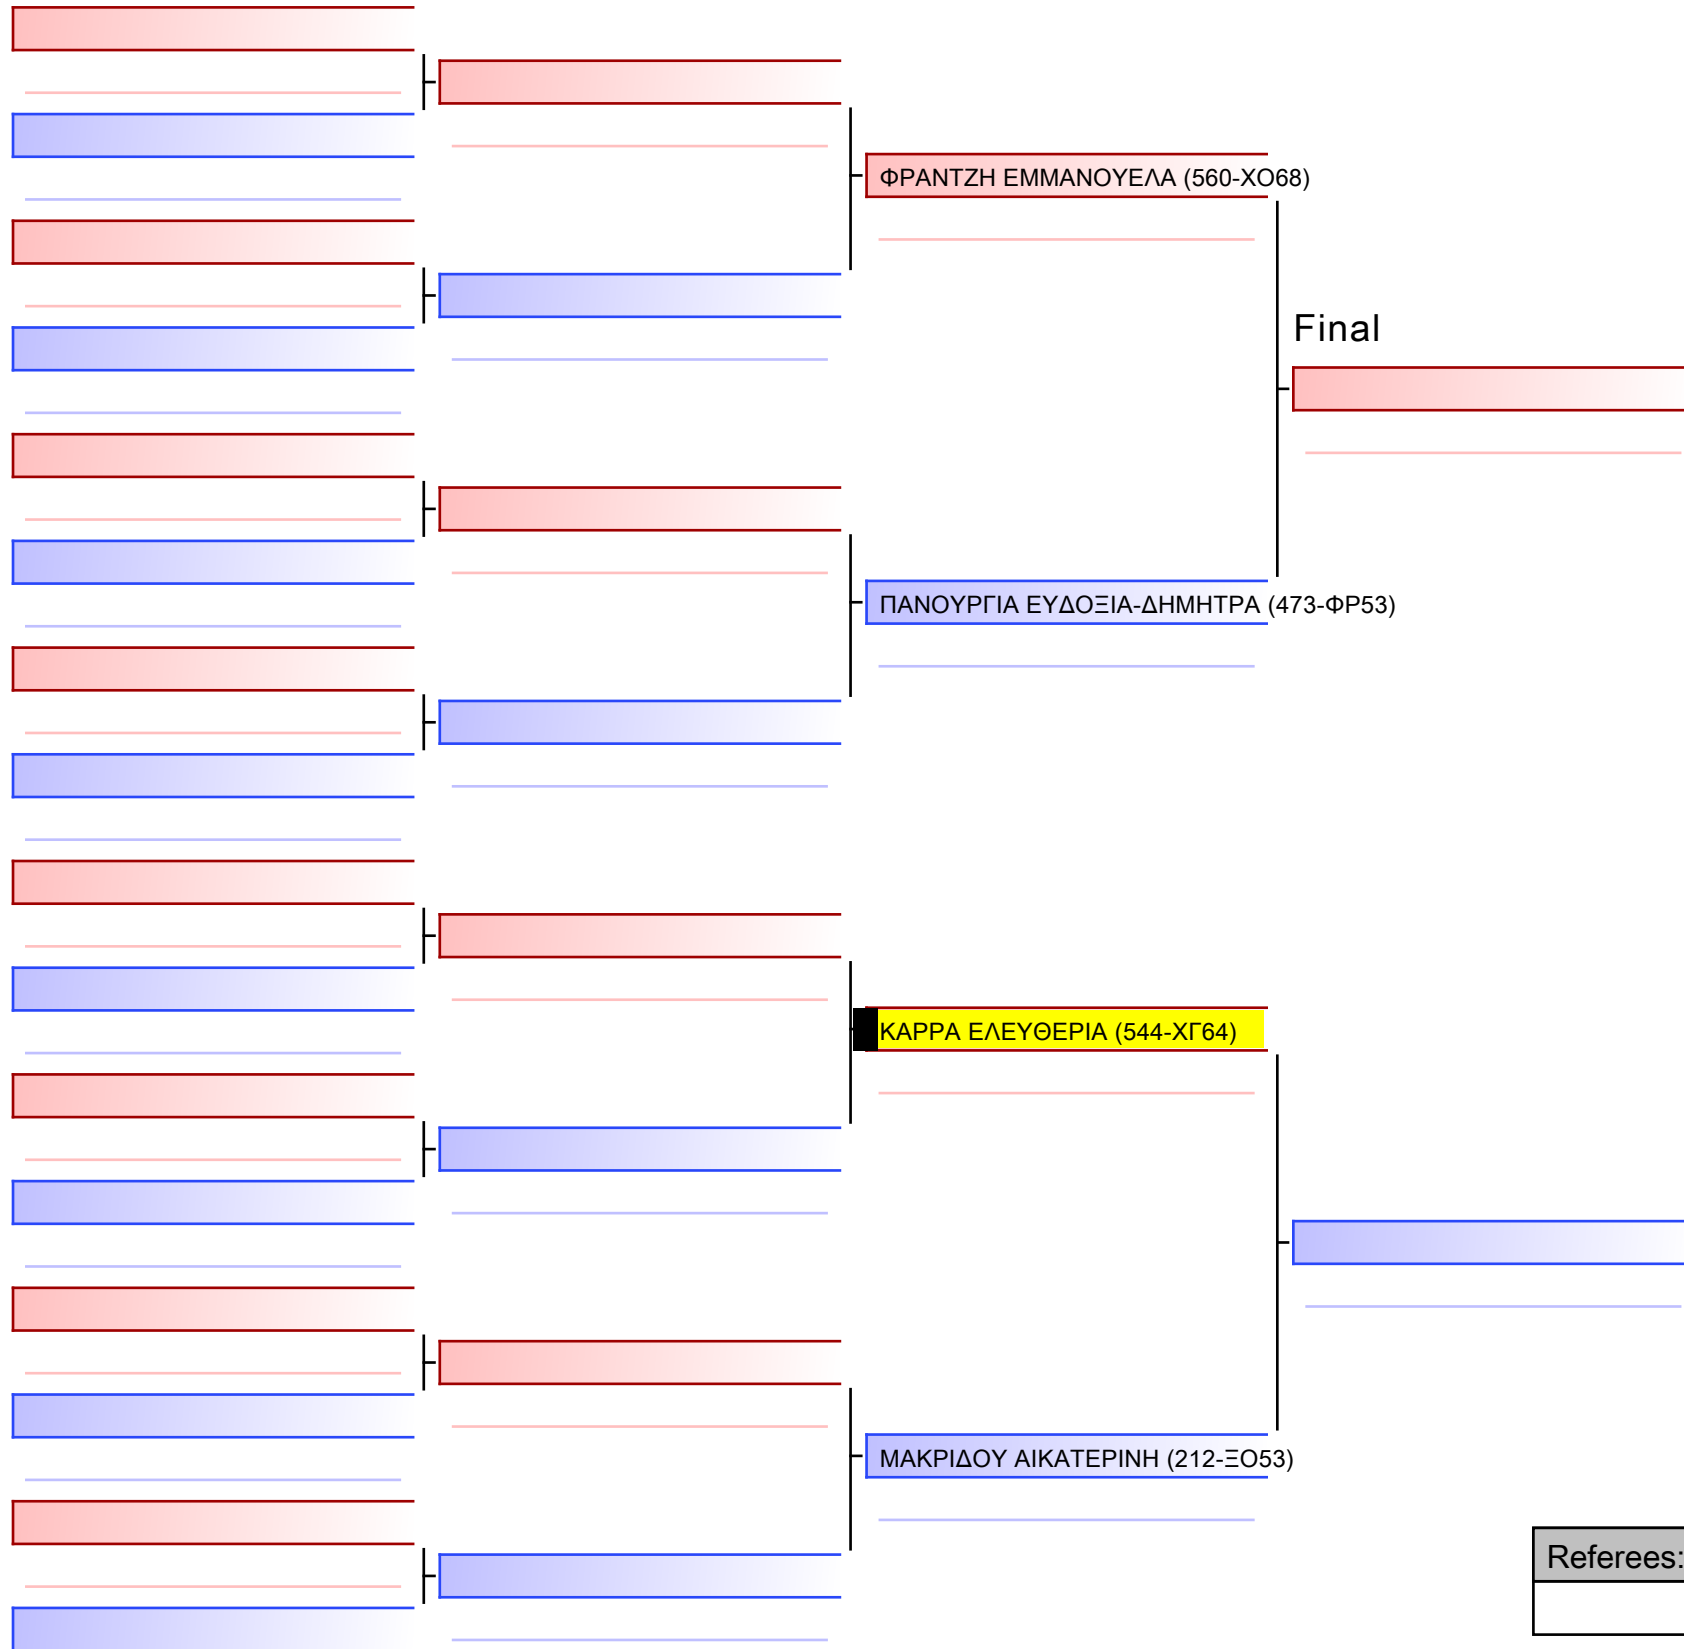 ΦΡΑΝΤΖΗ ΕΜΜΑΝΟΥΕΛΑ (560-ΧΟ68)
Final
ΠΑΝΟΥΡΓΙΑ ΕΥΔΟΞΙΑ-ΔΗΜΗΤΡΑ (473-ΦΡ53)
ΚΑΡΡΑ ΕΛΕΥΘΕΡΙΑ (544-ΧΓ64)
ΜΑΚΡΙΔΟΥ ΑΙΚΑΤΕΡΙΝΗ (212-ΞΟ53)
Referees: